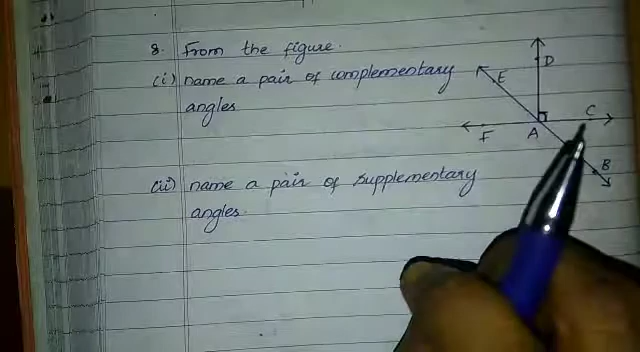 8. From the figure.
(i) name a pair of complementary
angles
(ii) name a pair of supplementary
angles.
D
E
C
F
A
B